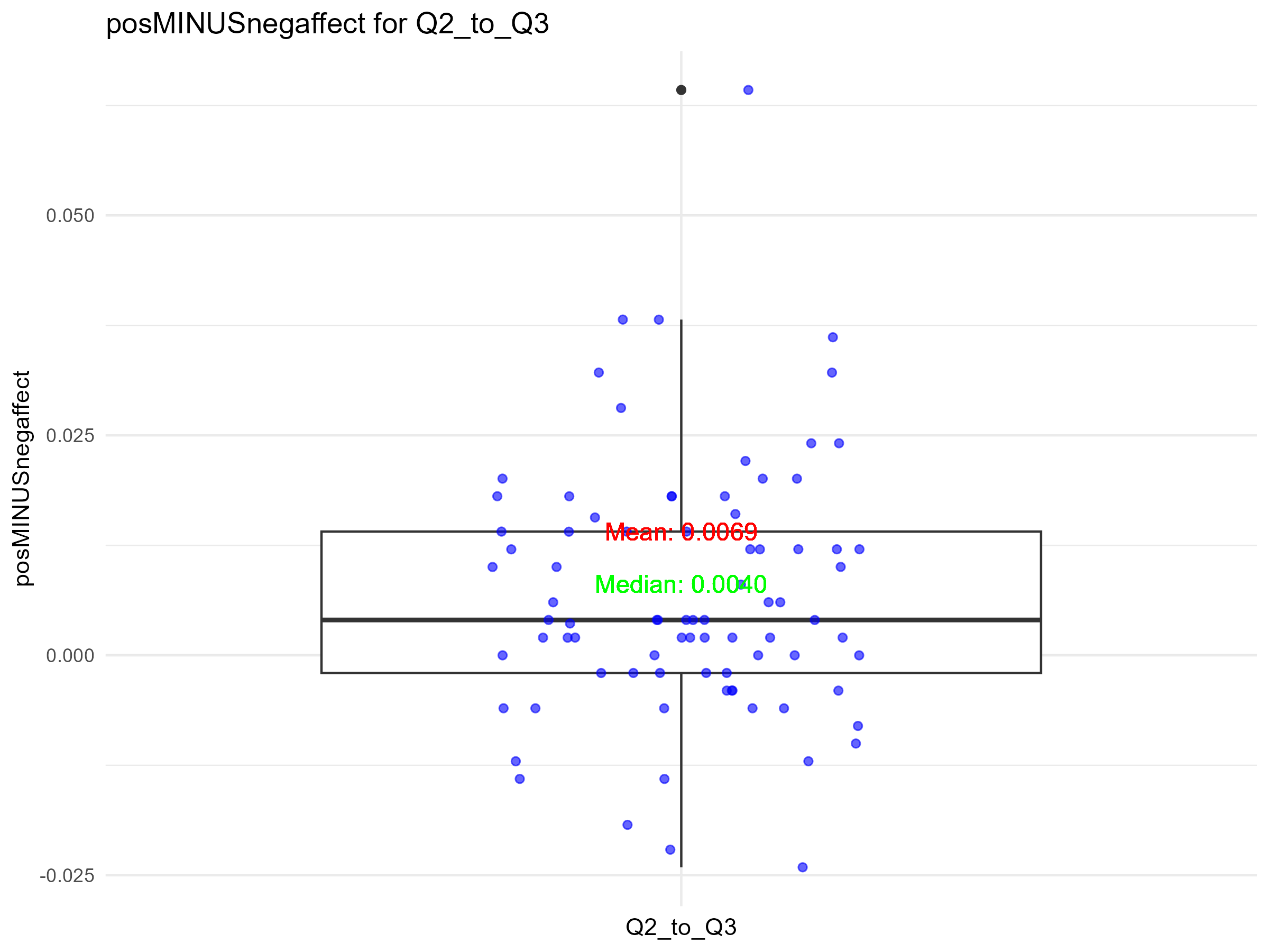 posMINUSnegaffect for Q2_to_Q3
posMINUSnegaffect
0.050
0.025
0.000
-0.025
Mean: 0.0069
Median: 0.0040
Q2_to_Q3